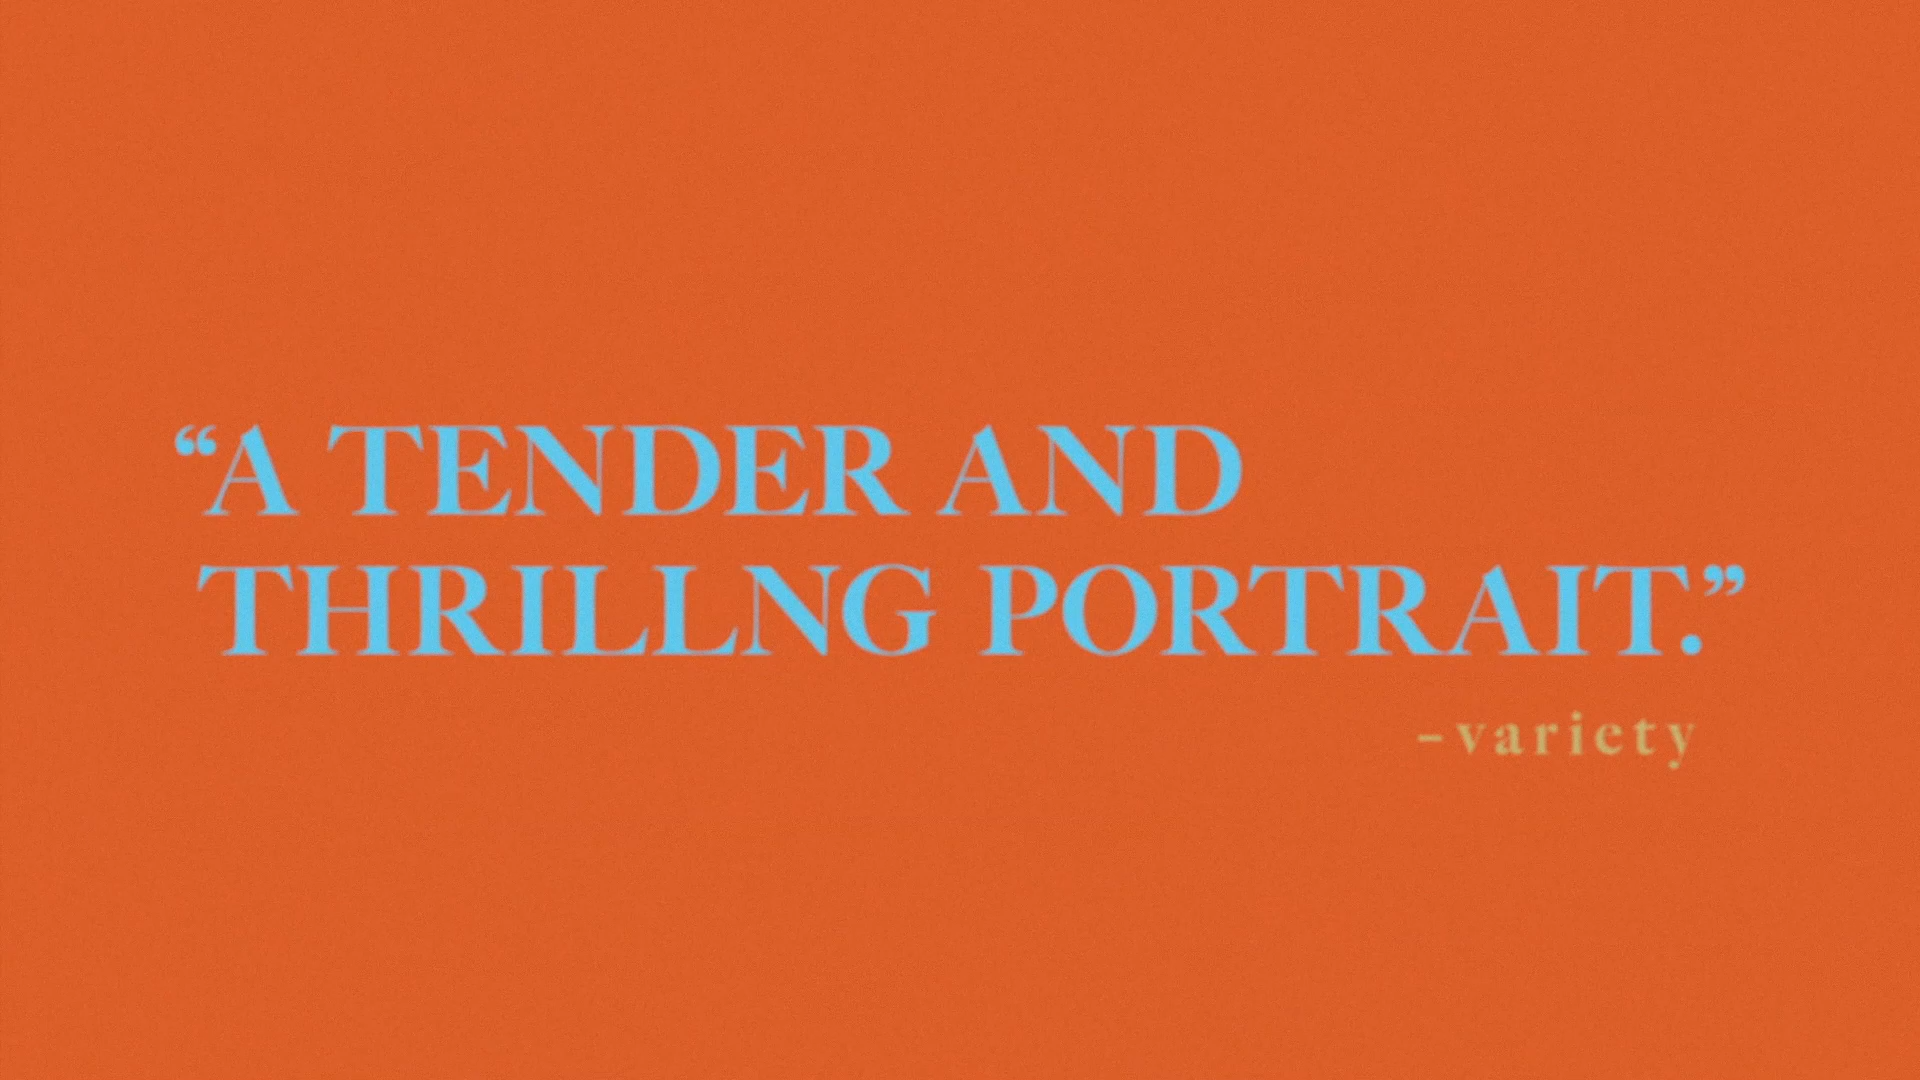 “A TENDER AND
THRILLNG PORTRAIT.”
–variety